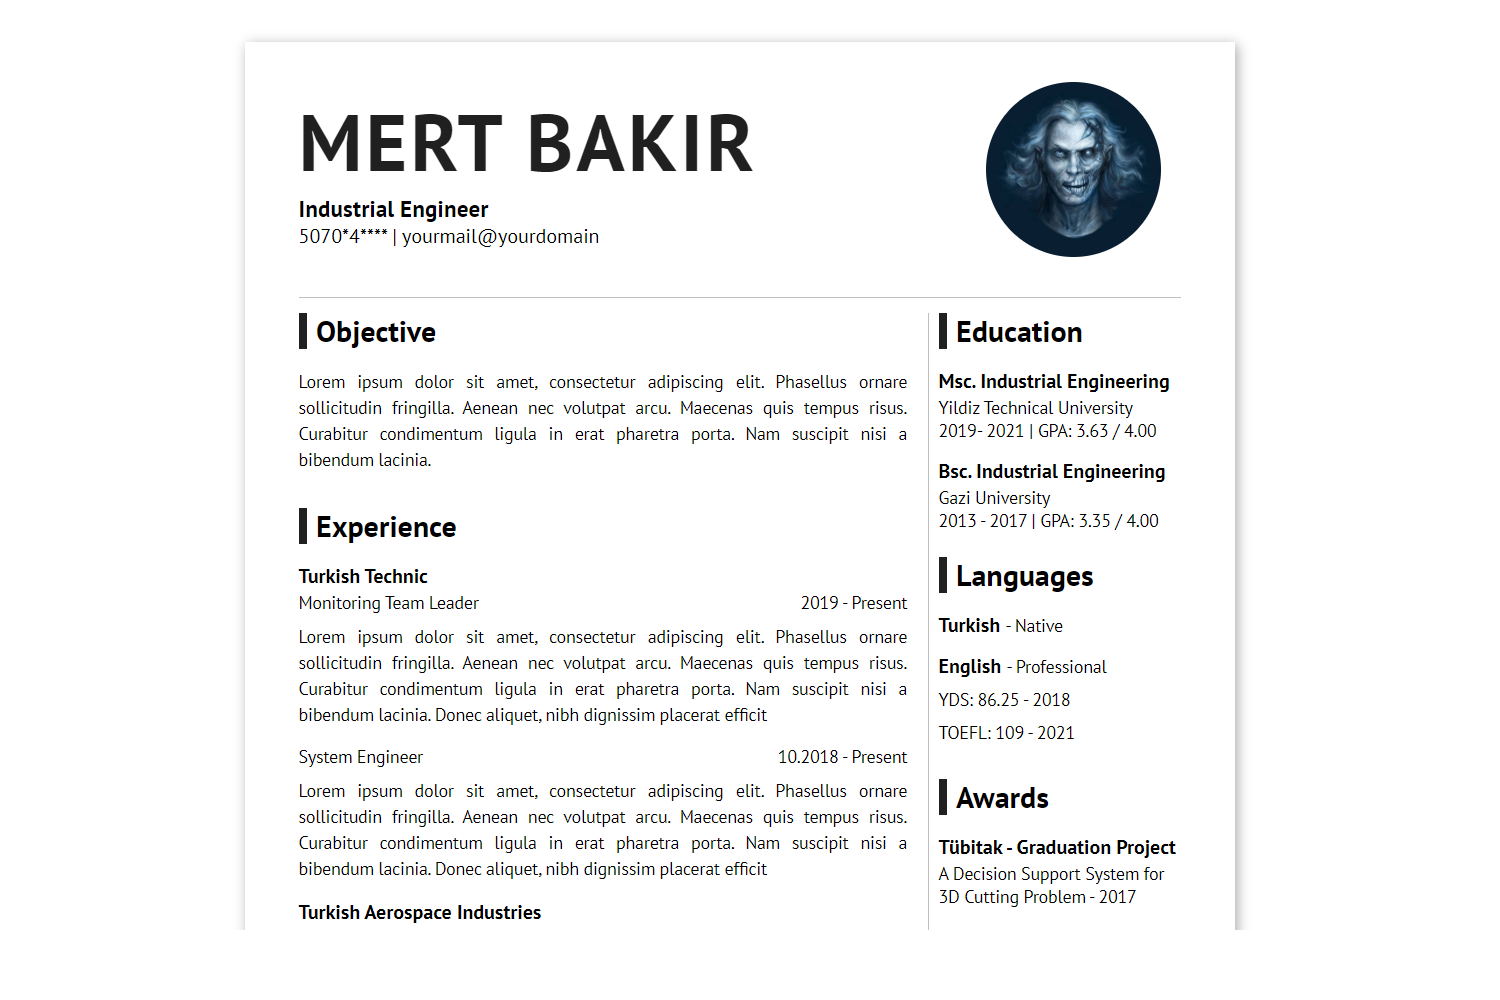 MERT BAKIR
Industrial Engineer
5070*4**** | yourmail@yourdomain
Objective
Lorem ipsum dolor sit amet, consectetur adipiscing elit. Phasellus ornare
sollicitudin fringilla. Aenean nec volutpat arcu. Maecenas quis tempus risus.
Curabitur condimentum ligula in erat pharetra porta. Nam suscipit nisi a
bibendum lacinia.
Experience
Turkish Technic
Monitoring Team Leader 2019 - Present
Lorem ipsum dolor sit amet, consectetur adipiscing elit. Phasellus ornare
sollicitudin fringilla. Aenean nec volutpat arcu. Maecenas quis tempus risus.
Curabitur condimentum ligula in erat pharetra porta. Nam suscipit nisi a
bibendum lacinia. Donec aliquet, nibh dignissim placerat efficit
System Engineer 10.2018 - Present
Lorem ipsum dolor sit amet, consectetur adipiscing elit. Phasellus ornare
sollicitudin fringilla. Aenean nec volutpat arcu. Maecenas quis tempus risus.
Curabitur condimentum ligula in erat pharetra porta. Nam suscipit nisi a
bibendum lacinia. Donec aliquet, nibh dignissim placerat efficit
Turkish Aerospace Industries
Education
Msc. Industrial Engineering
Yildiz Technical University
2019- 2021 | GPA: 3.63 / 4.00
Bsc. Industrial Engineering
Gazi University
2013 - 2017 | GPA: 3.35 / 4.00
Languages
Turkish - Native
English - Professional
YDS: 86.25 - 2018
TOEFL: 109 - 2021
Awards
Tübitak - Graduation Project
A Decision Support System for
3D Cutting Problem - 2017